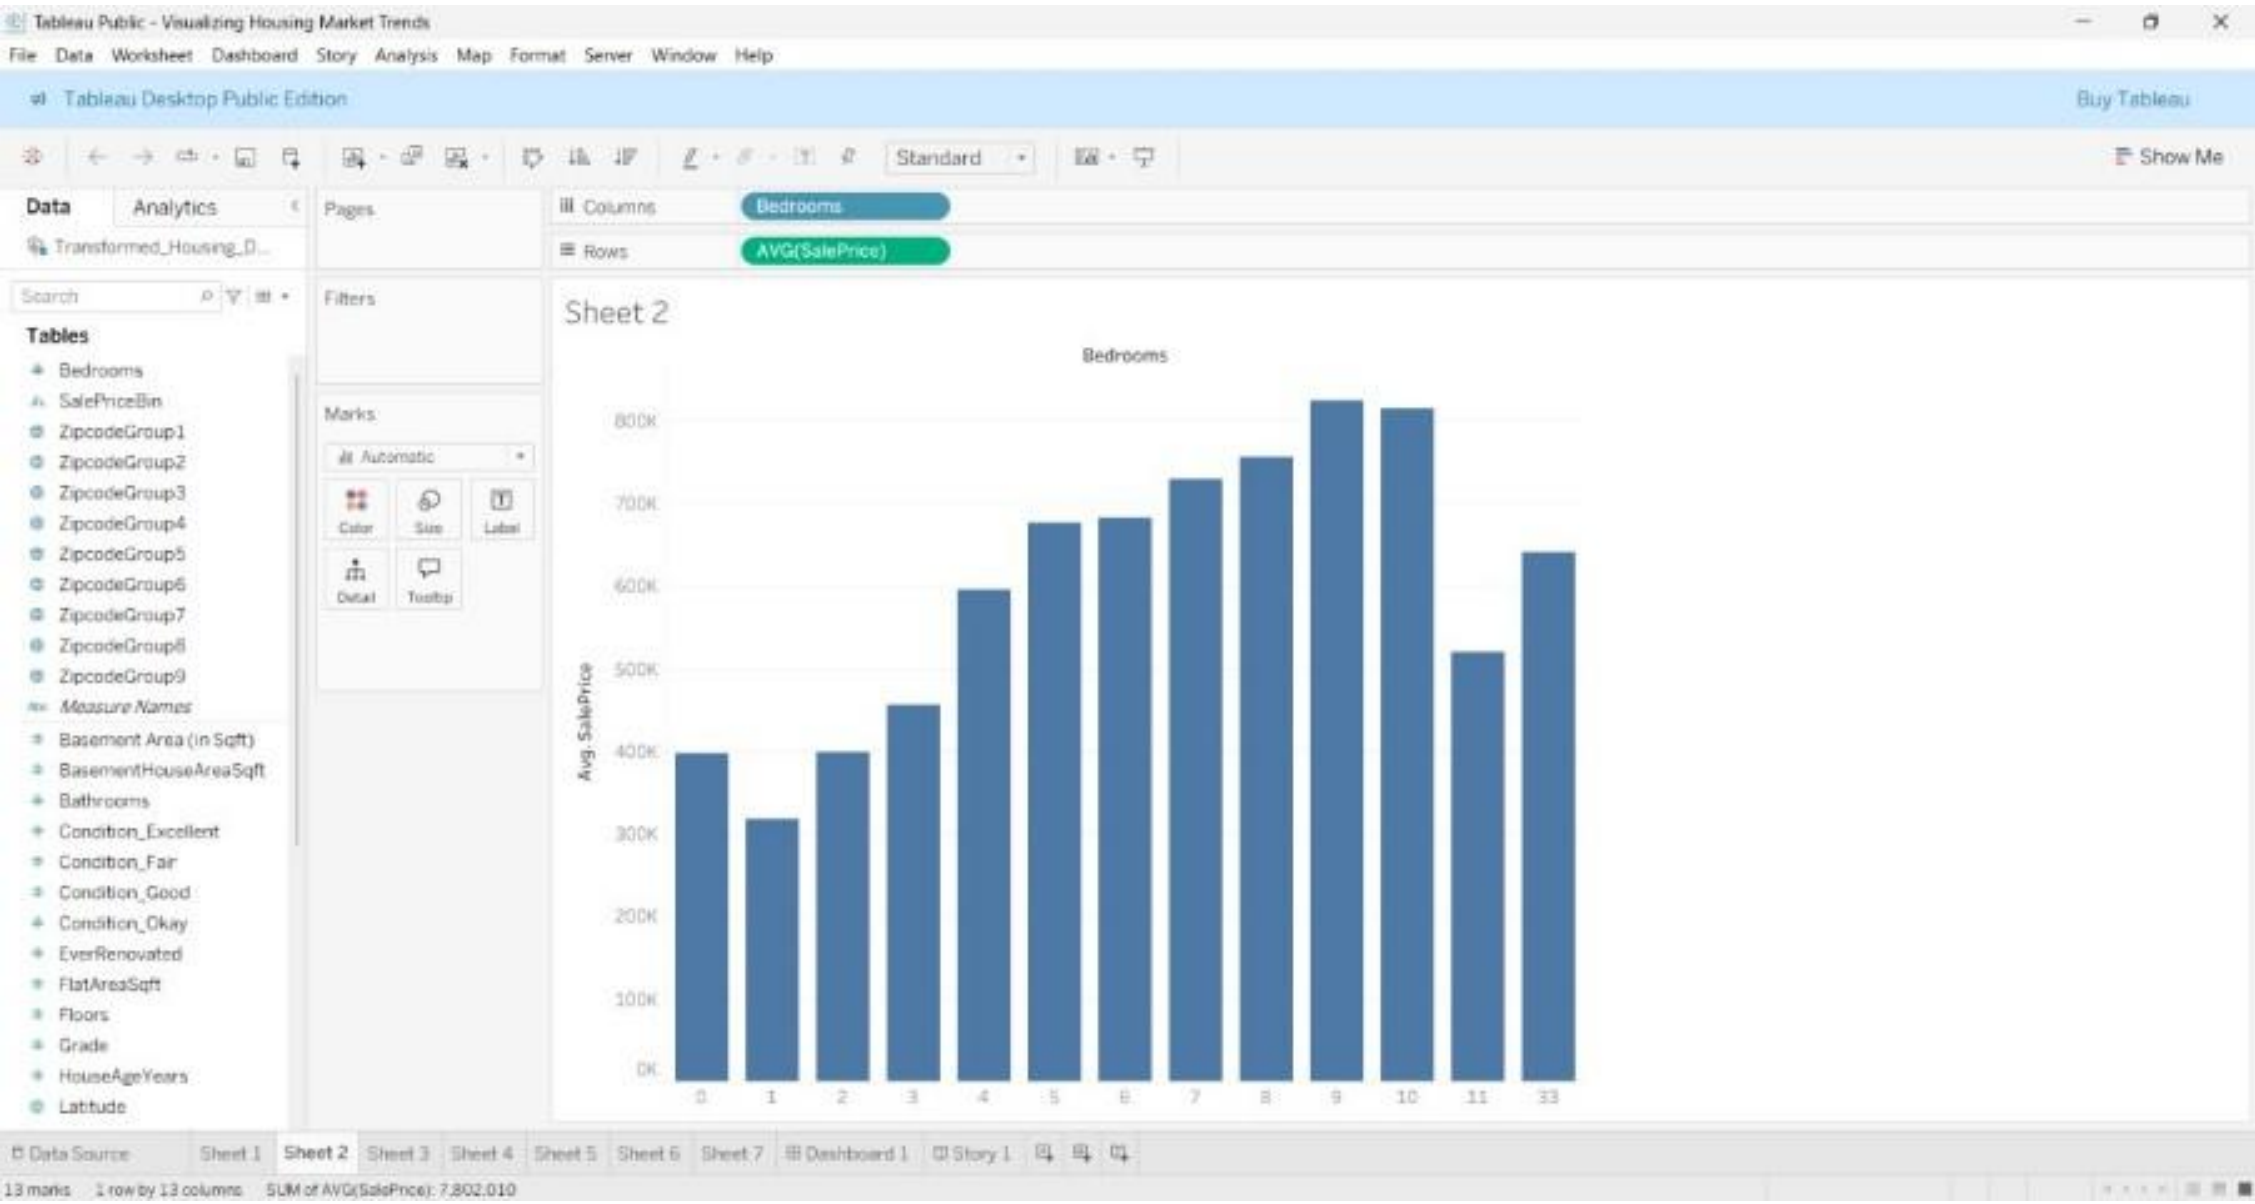 Tableau Public - Visualizing Housing Market Trends
File Data Worksheet Dashboard Story Analysis Map Format Server Window Help
Tableau Desktop Public Edition
Buy Tableau
Standard
Show Me
Data Analytics
Transformed_Housing_D...
Search
Tables
Bedrooms
SalePriceBin
ZipcodeGroup1
ZipcodeGroup2
ZipcodeGroup3
ZipcodeGroup4
ZipcodeGroup5
ZipcodeGroup6
ZipcodeGroup7
ZipcodeGroup8
ZipcodeGroup9
Abc Measure Names
Basement Area (in Sqft)
BasementHouseAreaSqft
Bathrooms
Condition_Excellent
Condition_Fair
Condition_Good
Condition_Okay
EverRenovated
FlatAreaSqft
Floors
Grade
HouseAgeYears
Latitude
Pages
Filters
Marks
Automatic
Color Size Label
Detail Tooltip
Columns Bedrooms
Rows AVG(SalePrice)
Sheet 2
Bedrooms
Avg. SalePrice
800K
700K
600K
500K
400K
300K
200K
100K
0K
0 1 2 3 4 5 6 7 8 9 10 11 33
Data Source Sheet 1 Sheet 2 Sheet 3 Sheet 4 Sheet 5 Sheet 6 Sheet 7 Dashboard 1 Story 1
13 marks 1 row by 13 columns SUM of AVG(SalePrice): 7,802,010